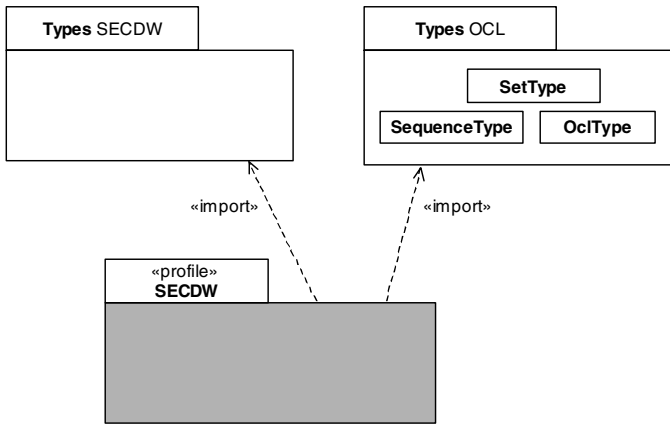 Types SECDW
Types OCL
SetType
SequenceType
OclType
«import»
«import»
«profile»
SECDW